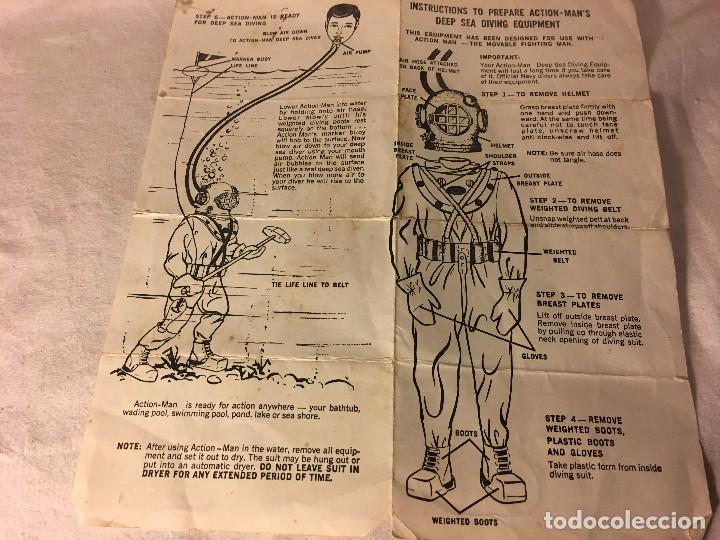 STEP 5—ACTION-MAN IS READY
FOR DEEP SEA DIVING
BLOW AIR DOWN
TO ACTION-MAN DEEP SEA DIVER
AIR PUMP
MARKER BUOY
LIFE LINE
Lower Action-Man into water
by holding onto air hose.
Lower slowly until his
weighted diving boots rest
squarely on the bottom . . .
Action Man's marker buoy
will bob to the surface. Now
blow air down to your deep
sea diver using your mouth
pump. Action Man will send
air bubbles to the surface
just like a real deep sea diver.
When you blow more air to
your diver he will rise to the
surface.
TIE LIFE LINE TO BELT
Action-Man is ready for action anywhere — your bathtub,
wading pool, swimming pool, pond, lake or sea shore.
NOTE: After using Action-Man in the water, remove all equip-
ment and set it out to dry. The suit may be hung out or
put into an automatic dryer. DO NOT LEAVE SUIT IN
DRYER FOR ANY EXTENDED PERIOD OF TIME.
INSTRUCTIONS TO PREPARE ACTION-MAN'S
DEEP SEA DIVING EQUIPMENT
THIS EQUIPMENT HAS BEEN DESIGNED FOR USE WITH
ACTION MAN — THE MOVABLE FIGHTING MAN.
AIR HOSE ATTACHED
TO BACK OF HELMET
IMPORTANT:
Your Action-Man Deep Sea Diving Equip-
ment will last a long time if you take care
of it. Official Navy divers always take care
of their equipment.
STEP 1—TO REMOVE HELMET
FACE
PLATE
Grasp breast plate firmly with
one hand and push down-
ward. At the same time being
careful not to touch face
plate, unscrew helmet
anti clock-wise and lift off.
NOTE: Be sure air hose does
not tangle.
HELMET
INSIDE
BREAST
PLATE
SHOULDER
STRAPS
OUTSIDE
BREAST PLATE
STEP 2—TO REMOVE
WEIGHTED DIVING BELT
Unsnap weighted belt at back
and slide straps off shoulders.
WEIGHTED
BELT
STEP 3—TO REMOVE
BREAST PLATES
Lift off outside breast plate.
Remove inside breast plate
by pulling up through elastic
neck opening of diving suit.
GLOVES
STEP 4—REMOVE
WEIGHTED BOOTS,
PLASTIC BOOTS
AND GLOVES
Take plastic form from inside
diving suit.
BOOTS
WEIGHTED BOOTS
todocoleccion.net